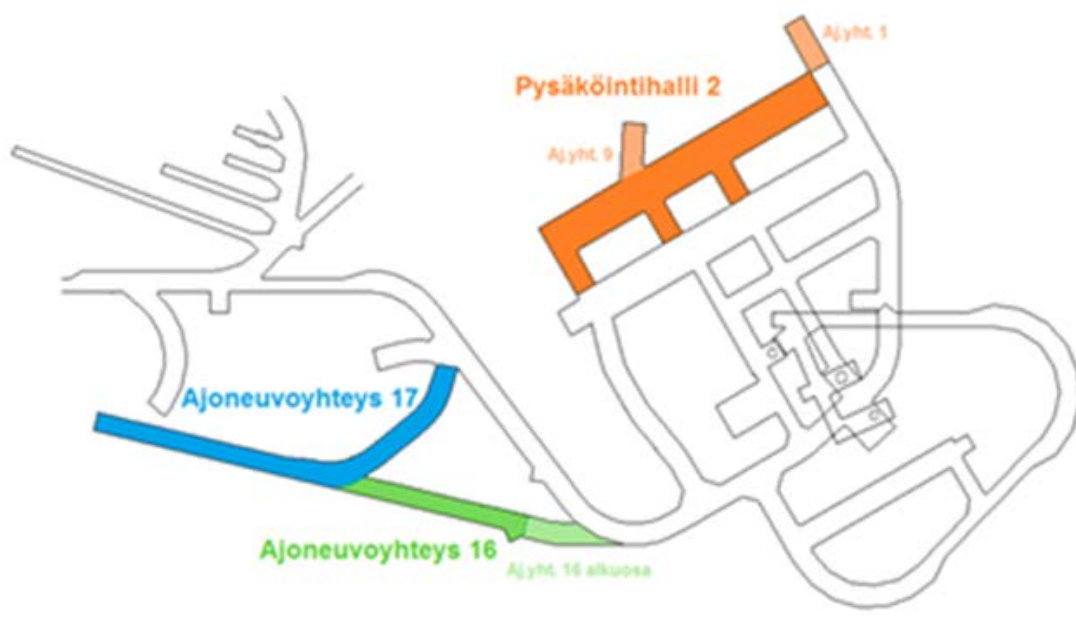 Aj.yht. 1
Pysäköintihalli 2
Aj.yht. 9
Ajoneuvoyhteys 17
Ajoneuvoyhteys 16
Aj.yht. 16 alkuosa